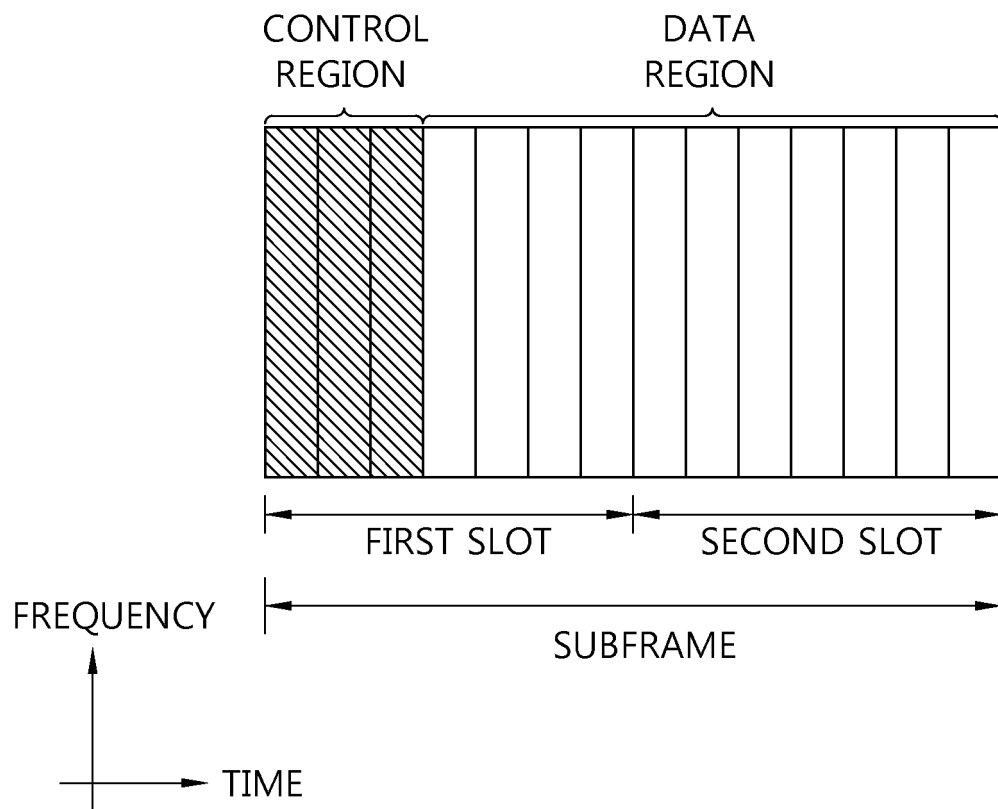 CONTROL
REGION
DATA
REGION
FIRST SLOT
SECOND SLOT
SUBFRAME
FREQUENCY
TIME